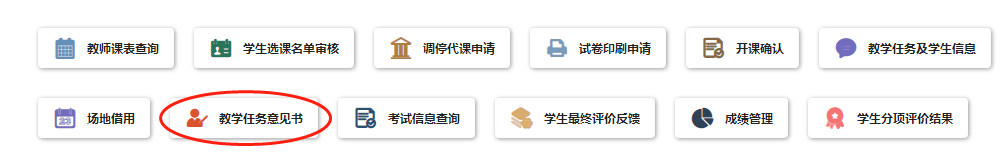 教师课表查询 学生选课名单审核 调停代课申请 试卷印刷申请 开课确认 教学任务及学生信息
场地借用 教学任务意见书 考试信息查询 学生最终评价反馈 成绩管理 学生分项评价结果